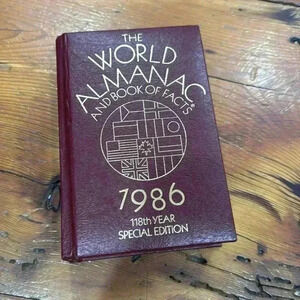 THE
WORLD
ALMANAC
AND BOOK OF FACTS
1986
118th YEAR
SPECIAL EDITION